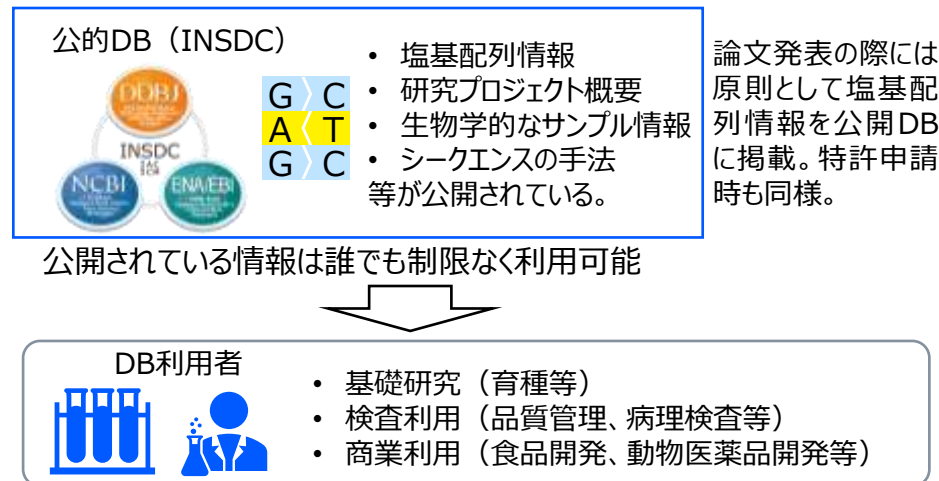 公的DB（INSDC）
DDBJ
INSDC
NCBI
ENA/EBI
G C
A T
G C
• 塩基配列情報
• 研究プロジェクト概要
• 生物学的なサンプル情報
• シークエンスの手法
等が公開されている。
論文発表の際には
原則として塩基配
列情報を公開DB
に掲載。特許申請
時も同様。
公開されている情報は誰でも制限なく利用可能
DB利用者
• 基礎研究（育種等）
• 検査利用（品質管理、病理検査等）
• 商業利用（食品開発、動物医薬品開発等）